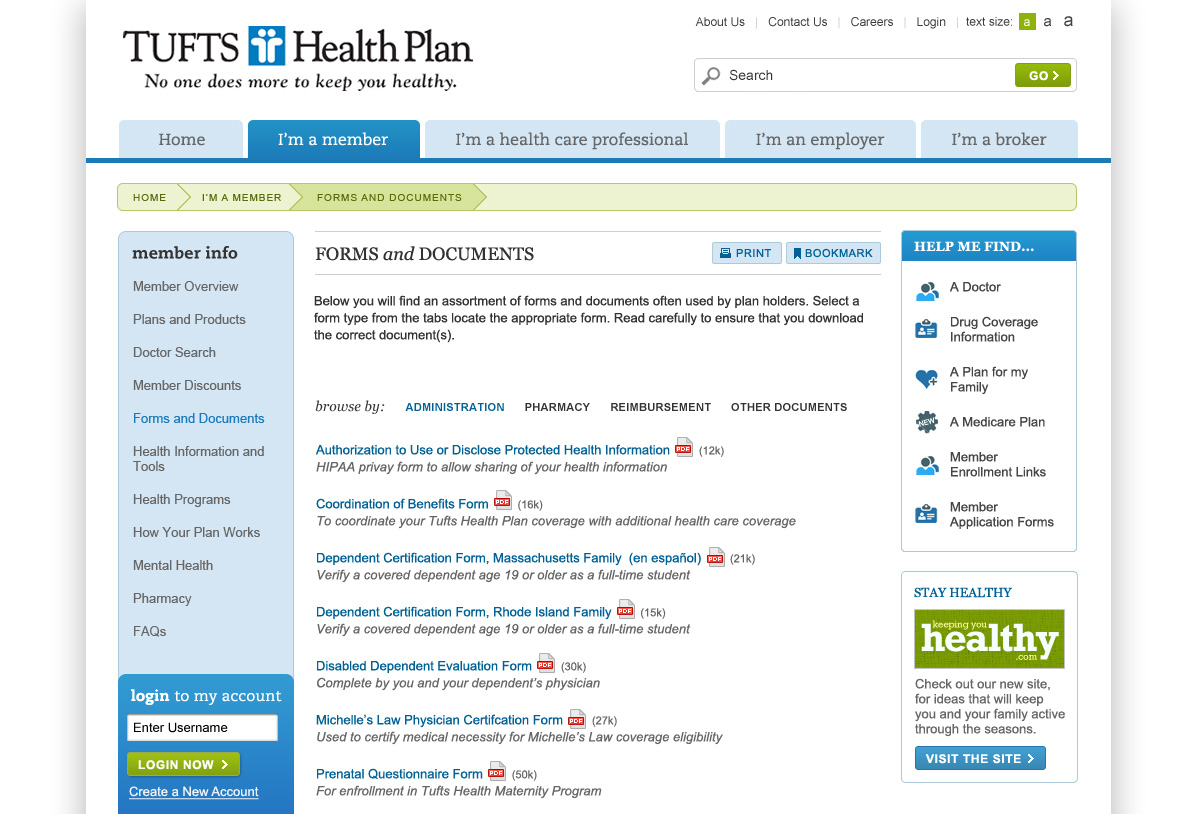 About Us
Contact Us
Careers
Login
text size: a a a
TUFTS Health Plan
No one does more to keep you healthy.
Search
GO
Home
I'm a member
I'm a health care professional
I'm an employer
I'm a broker
HOME
I'M A MEMBER
FORMS AND DOCUMENTS
member info
Member Overview
Plans and Products
Doctor Search
Member Discounts
Forms and Documents
Health Information and
Tools
Health Programs
How Your Plan Works
Mental Health
Pharmacy
FAQs
login to my account
Enter Username
LOGIN NOW
Create a New Account
FORMS and DOCUMENTS
PRINT
BOOKMARK
Below you will find an assortment of forms and documents often used by plan holders. Select a
form type from the tabs locate the appropriate form. Read carefully to ensure that you download
the correct document(s).
browse by: ADMINISTRATION PHARMACY REIMBURSEMENT OTHER DOCUMENTS
Authorization to Use or Disclose Protected Health Information PDF (12k)
HIPAA privay form to allow sharing of your health information
Coordination of Benefits Form PDF (16k)
To coordinate your Tufts Health Plan coverage with additional health care coverage
Dependent Certification Form, Massachusetts Family (en español) PDF (21k)
Verify a covered dependent age 19 or older as a full-time student
Dependent Certification Form, Rhode Island Family PDF (15k)
Verify a covered dependent age 19 or older as a full-time student
Disabled Dependent Evaluation Form PDF (30k)
Complete by you and your dependent's physician
Michelle's Law Physician Certifcation Form PDF (27k)
Used to certify medical necessity for Michelle's Law coverage eligibility
Prenatal Questionnaire Form PDF (50k)
For enfrollment in Tufts Health Maternity Program
HELP ME FIND...
A Doctor
Drug Coverage
Information
A Plan for my
Family
NEW
A Medicare Plan
Member
Enrollment Links
Member
Application Forms
STAY HEALTHY
keeping you
healthy
.com
Check out our new site,
for ideas that will keep
you and your family active
through the seasons.
VISIT THE SITE